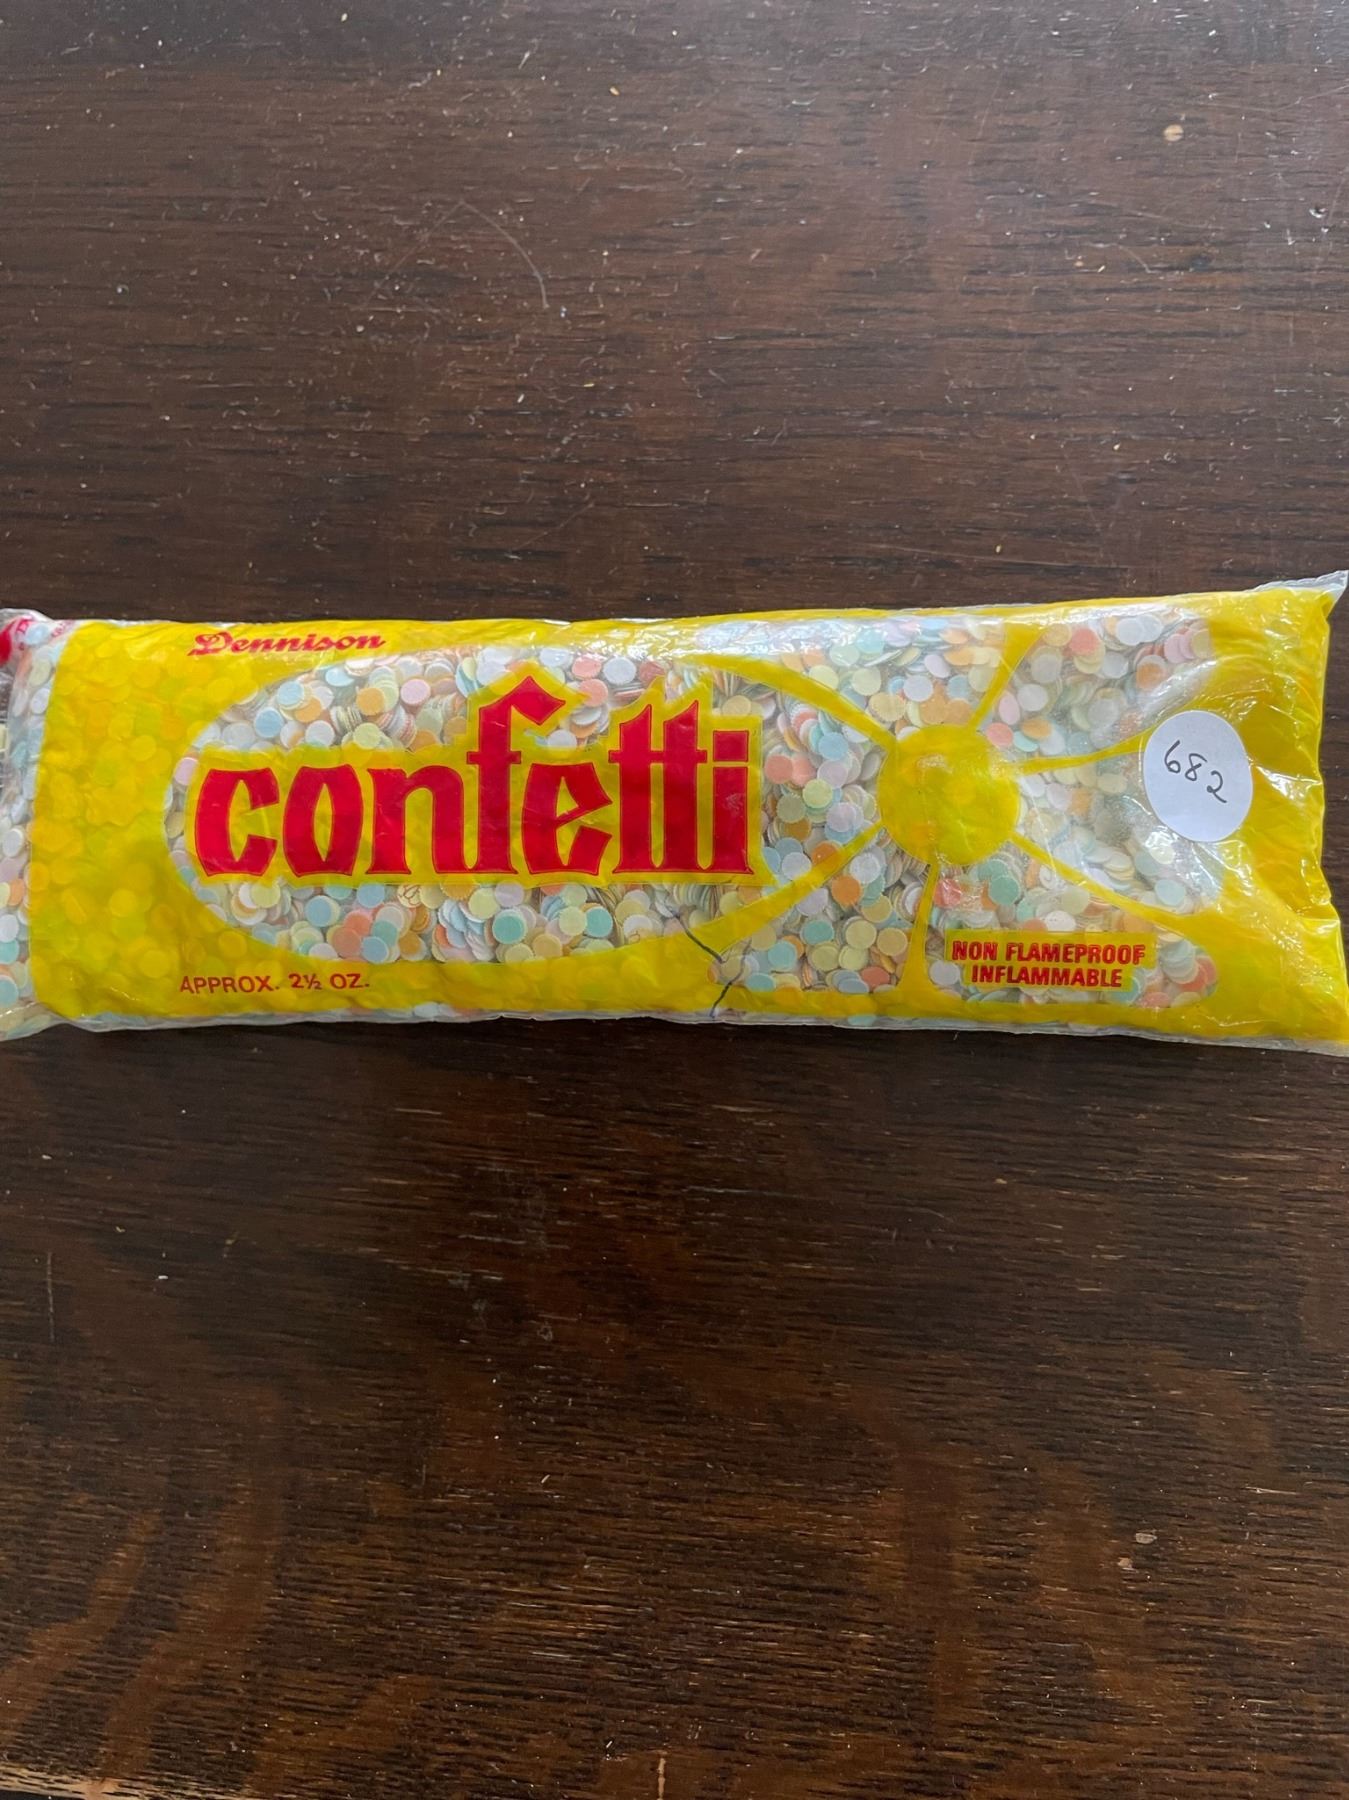 Dennison
confetti
682
NON FLAMEPROOF
INFLAMMABLE
APPROX. 2½ OZ.